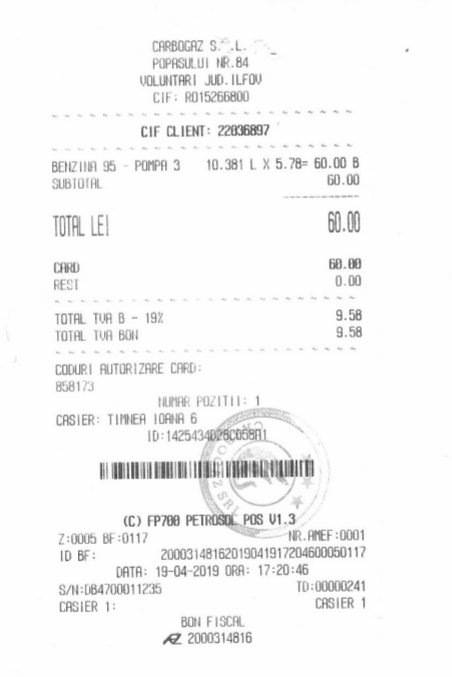 CARBOGAZ S.R.L.
POPASULUI NR.84
VOLUNTARI JUD.ILFOV
CIF: RO15266800
CIF CLIENT: 22036897
BENZINA 95 - POMPA 3 10.381 L X 5.78= 60.00 B
SUBTOTAL 60.00
TOTAL LEI 60.00
CARD 60.00
REST 0.00
TOTAL TVA B - 19% 9.58
TOTAL TVA BON 9.58
CODURI AUTORIZARE CARD:
858173
NUMAR POZITII: 1
CASIER: TIMNEA IOANA 6
ID:1425434D28C058A1
(C) FP700 PETROSOL POS V1.3
Z:0005 BF:0117 NR.AMEF:0001
ID BF: 20003148162019041917204600050117
DATA: 19-04-2019 ORA: 17:20:46
S/N:DB4700011235 TD:00000241
CASIER 1: CASIER 1
BON FISCAL
2000314816